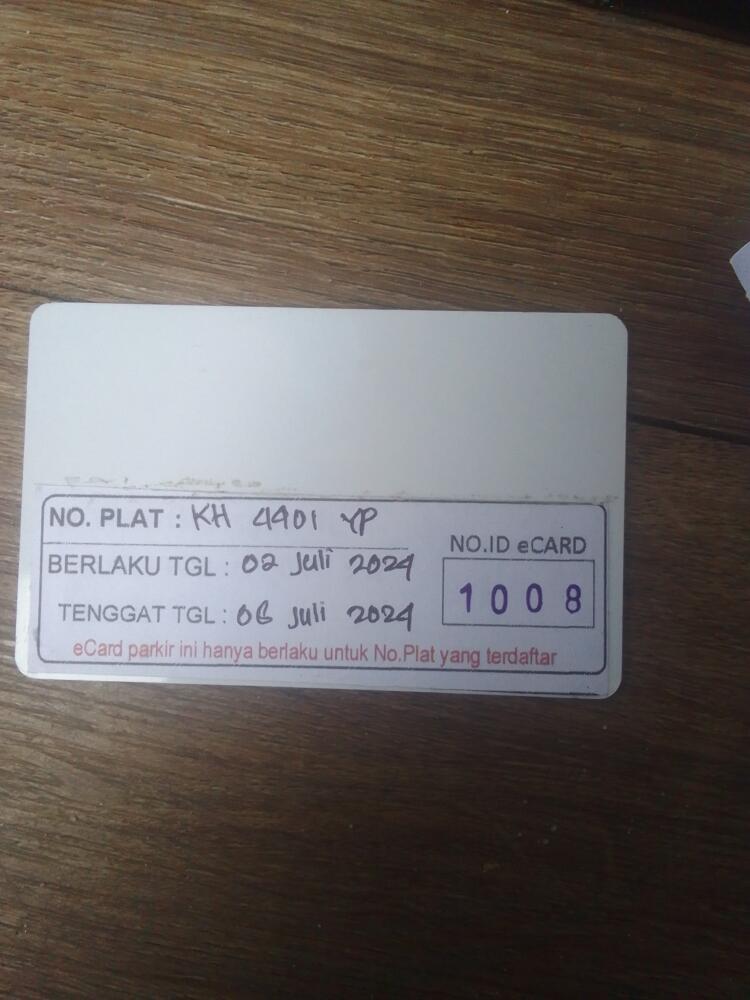 NO. PLAT : KH 4401 YP
BERLAKU TGL : 02 Juli 2024
TENGGAT TGL : 06 Juli 2024
NO.ID eCARD
1008
eCard parkir ini hanya berlaku untuk No.Plat yang terdaftar